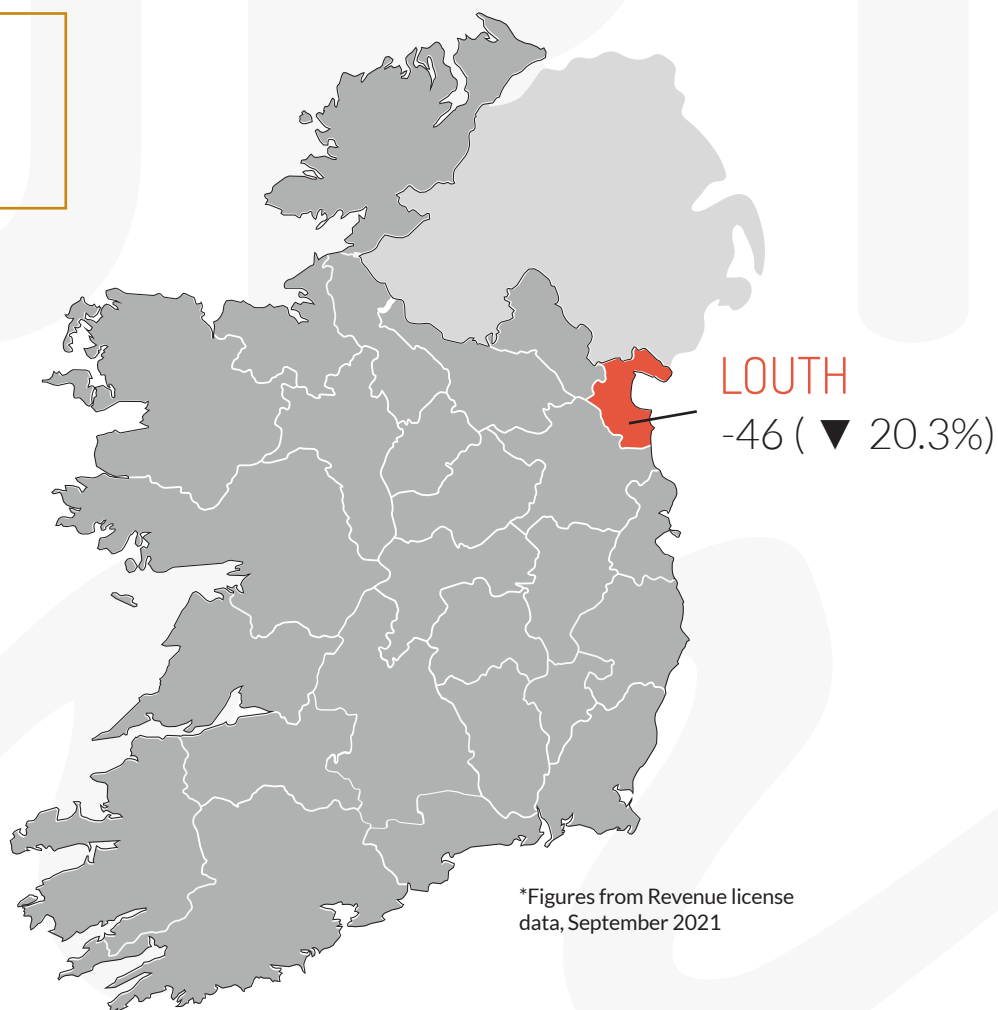 LOUTH
-46 ( ▼ 20.3%)
*Figures from Revenue license
data, September 2021